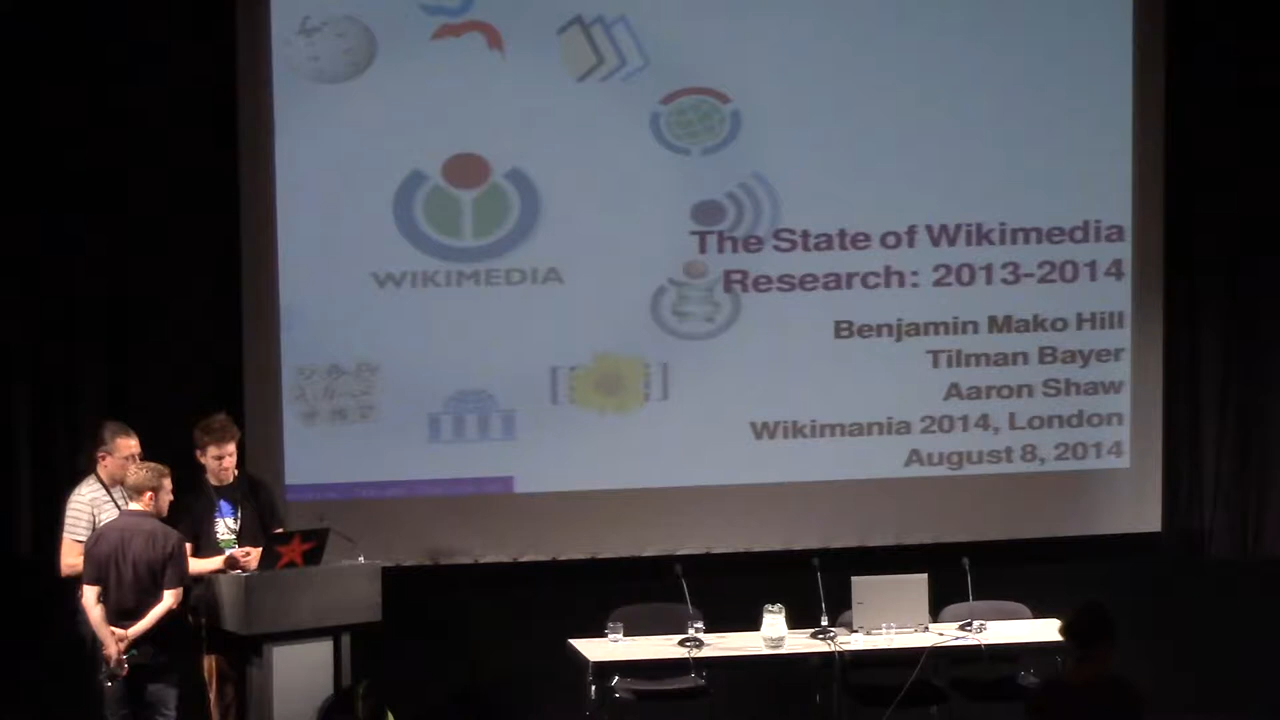 WIKIMEDIA
The State of Wikimedia
Research: 2013-2014
Benjamin Mako Hill
Tilman Bayer
Aaron Shaw
Wikimania 2014, London
August 8, 2014